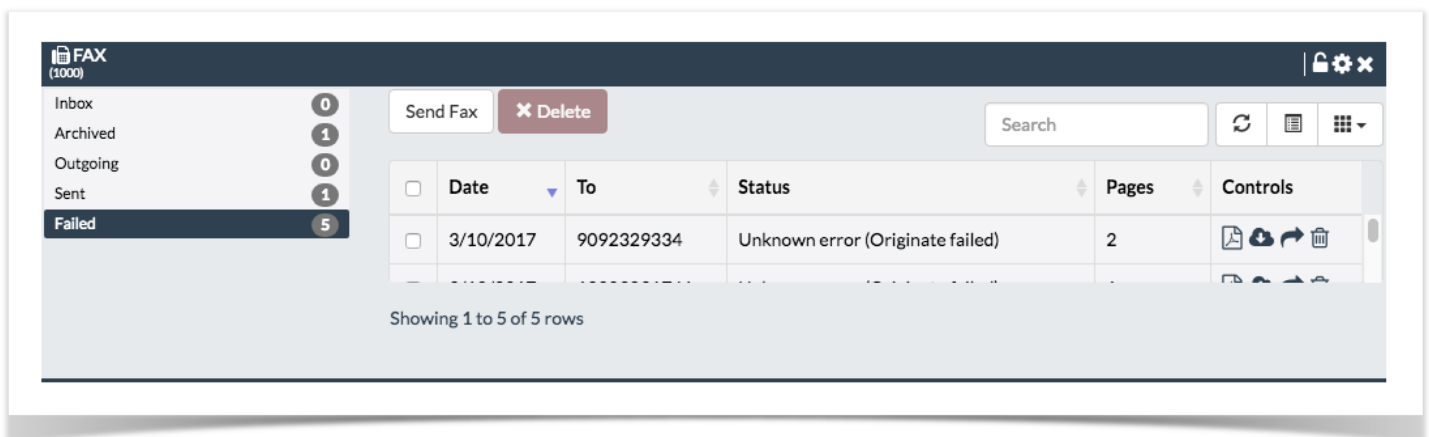 FAX
(1000)
Inbox 0
Archived 1
Outgoing 0
Sent 1
Failed 5
Send Fax Delete Search
Date To Status Pages Controls
3/10/2017 9092329334 Unknown error (Originate failed) 2
Showing 1 to 5 of 5 rows